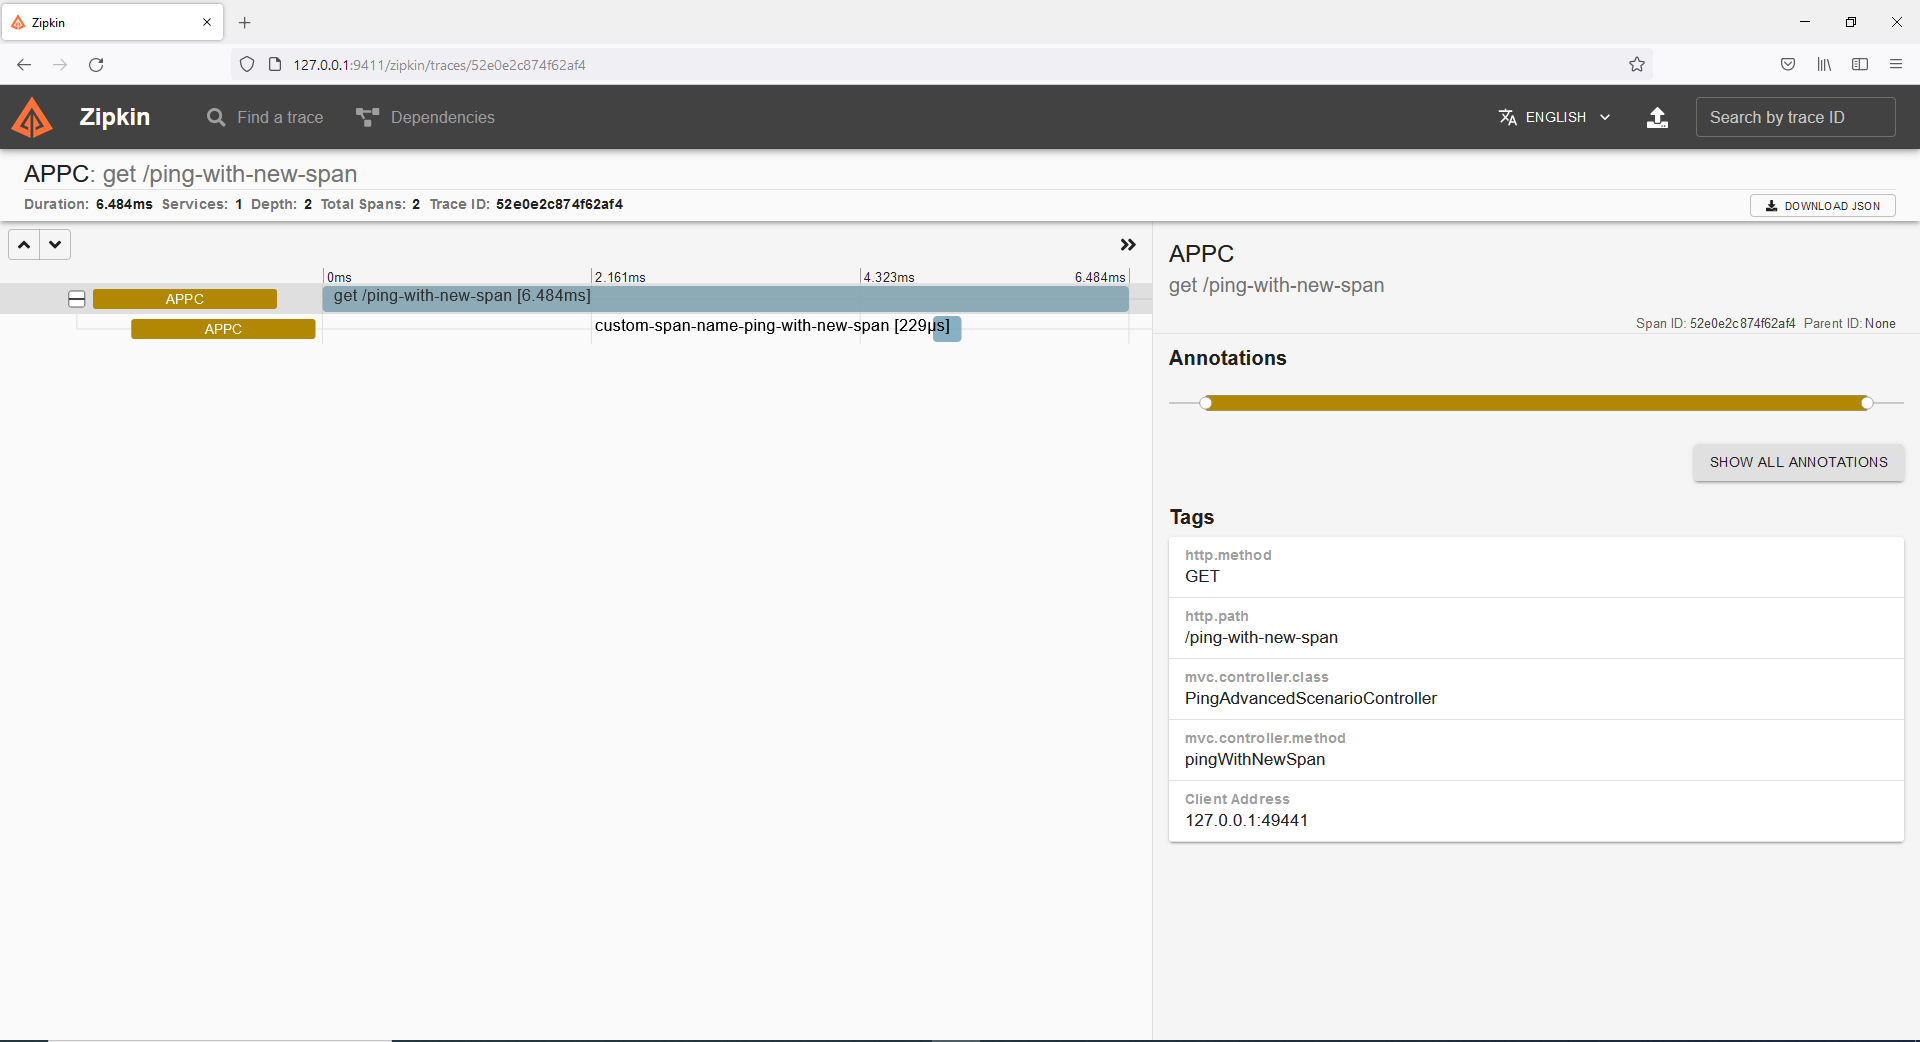 Zipkin
127.0.0.1:9411/zipkin/traces/52e0e2c874f62af4
Zipkin
Find a trace
Dependencies
ENGLISH
Search by trace ID
APPC: get /ping-with-new-span
Duration: 6.484ms Services: 1 Depth: 2 Total Spans: 2 Trace ID: 52e0e2c874f62af4
DOWNLOAD JSON
0ms 2.161ms 4.323ms 6.484ms
APPC get /ping-with-new-span [6.484ms]
APPC custom-span-name-ping-with-new-span [229μs]
APPC
get /ping-with-new-span
Span ID: 52e0e2c874f62af4 Parent ID: None
Annotations
SHOW ALL ANNOTATIONS
Tags
http.method
GET
http.path
/ping-with-new-span
mvc.controller.class
PingAdvancedScenarioController
mvc.controller.method
pingWithNewSpan
Client Address
127.0.0.1:49441